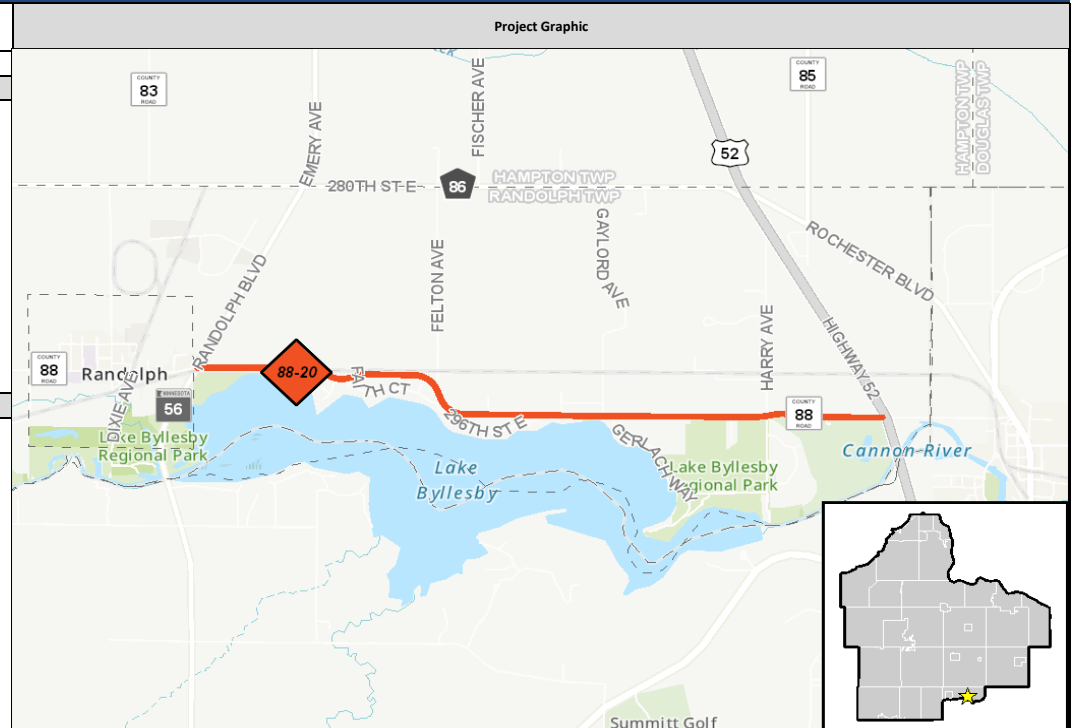 Project Graphic
COUNTY
83
ROAD
COUNTY
85
ROAD
FISCHER AVE
EMERY AVE
HAMPTON TWP
DOUGLAS TWP
52
280TH ST E
86
HAMPTON TWP
RANDOLPH TWP
GAYLORD AVE
ROCHESTER BLVD
FELTON AVE
RANDOLPH BLVD
HARRY AVE
HIGHWAY 52
COUNTY
88
ROAD
Randolph
88-20
FAITH CT
DIXIE AVE
MINNESOTA
56
296TH ST E
COUNTY
88
ROAD
GERLACH WAY
Lake Byllesby
Regional Park
Lake
Byllesby
Lake Byllesby
Regional Park
Cannon River
Summitt Golf